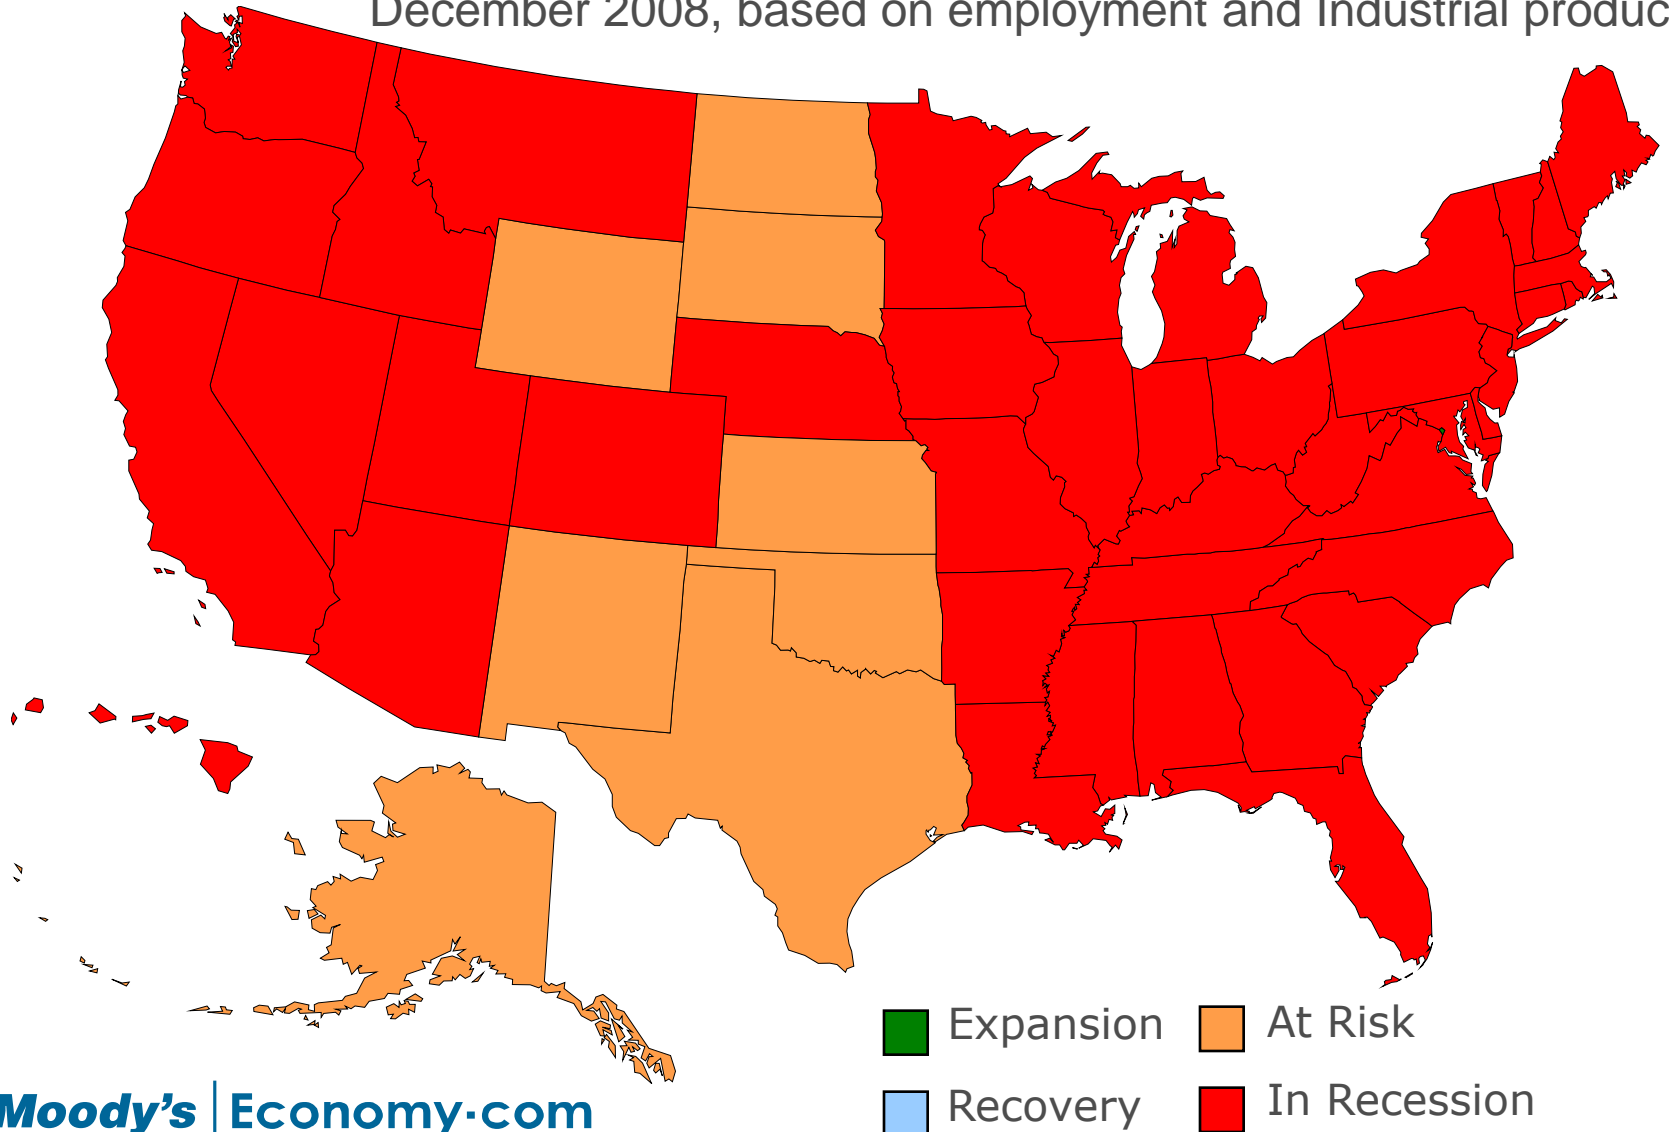 December 2008, based on employment and Industrial produc
Expansion
At Risk
Recovery
In Recession
Moody's | Economy.com